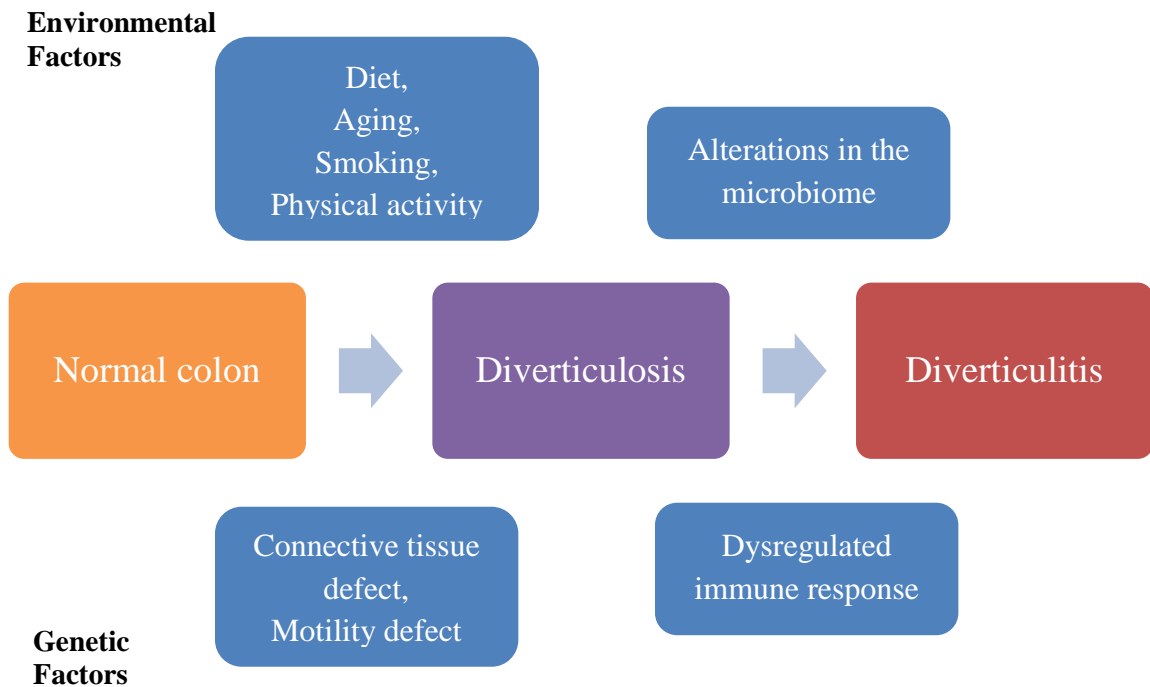 Environmental
Factors
Diet,
Aging,
Smoking,
Physical activity
Alterations in the
microbiome
Normal colon
Diverticulosis
Diverticulitis
Connective tissue
defect,
Motility defect
Dysregulated
immune response
Genetic
Factors